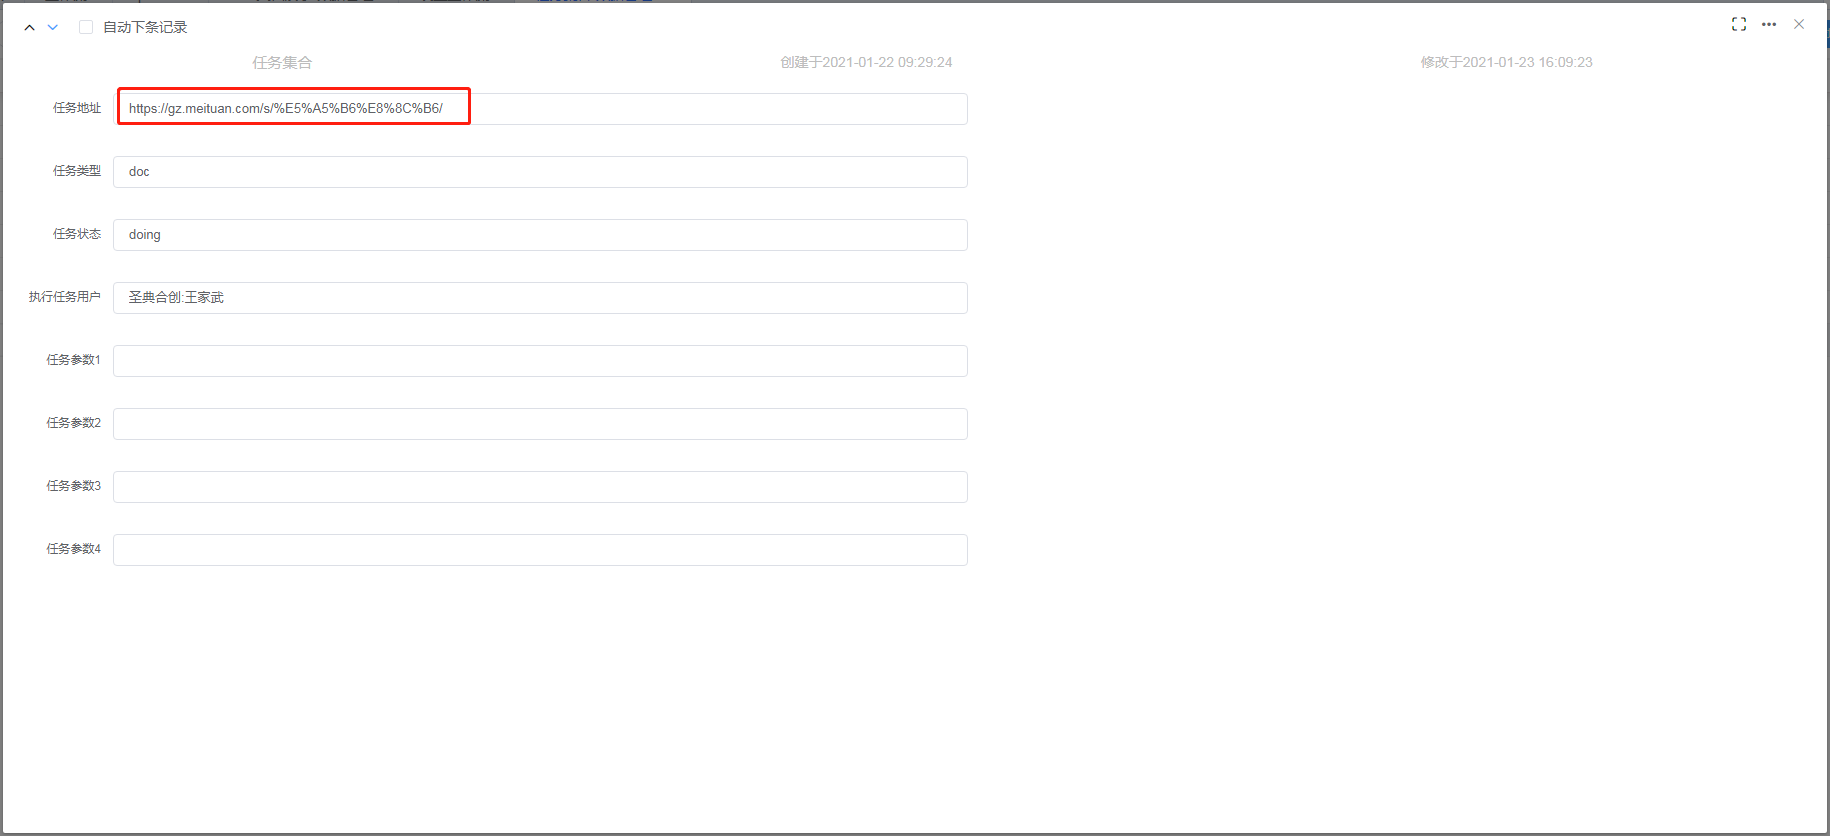 自动下条记录
任务集合 创建于2021-01-22 09:29:24 修改于2021-01-23 16:09:23
任务地址 https://gz.meituan.com/s/%E5%A5%B6%E8%8C%B6/
任务类型 doc
任务状态 doing
执行任务用户 圣典合创:王家武
任务参数1
任务参数2
任务参数3
任务参数4